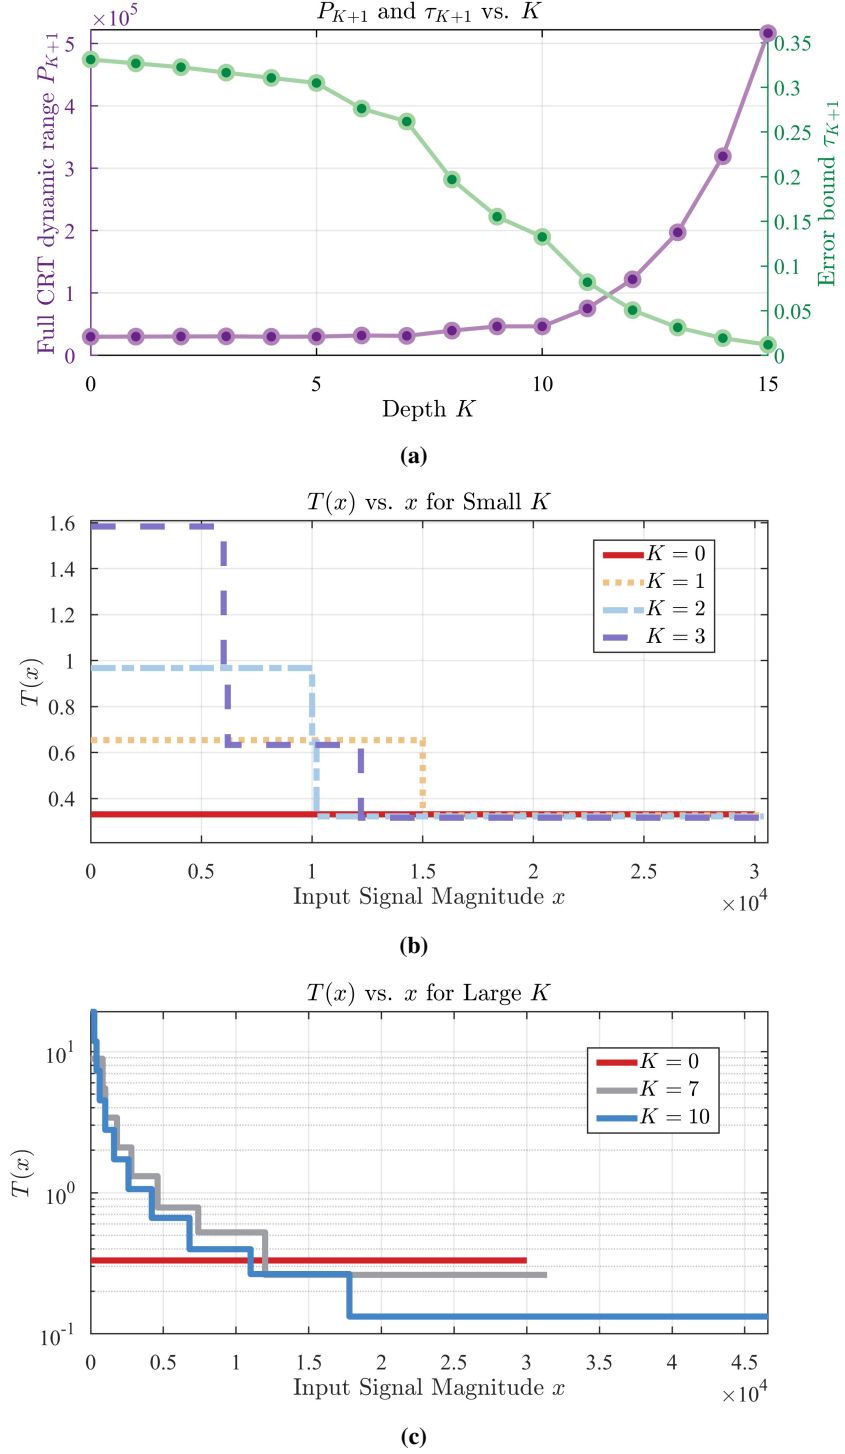 P_{K+1} and τ_{K+1} vs. K
×10^5
Full CRT dynamic range P_{K+1}
5
4
3
2
1
0
0.35
0.3
0.25
0.2
0.15
0.1
0.05
0
Error bound τ_{K+1}
0 5 10 15
Depth K
(a)
T(x) vs. x for Small K
T(x)
1.6
1.4
1.2
1
0.8
0.6
0.4
K = 0
K = 1
K = 2
K = 3
0 0.5 1 1.5 2 2.5 3
Input Signal Magnitude x
×10^4
(b)
T(x) vs. x for Large K
T(x)
10^1
10^0
10^{-1}
K = 0
K = 7
K = 10
0 0.5 1 1.5 2 2.5 3 3.5 4 4.5
Input Signal Magnitude x
×10^4
(c)